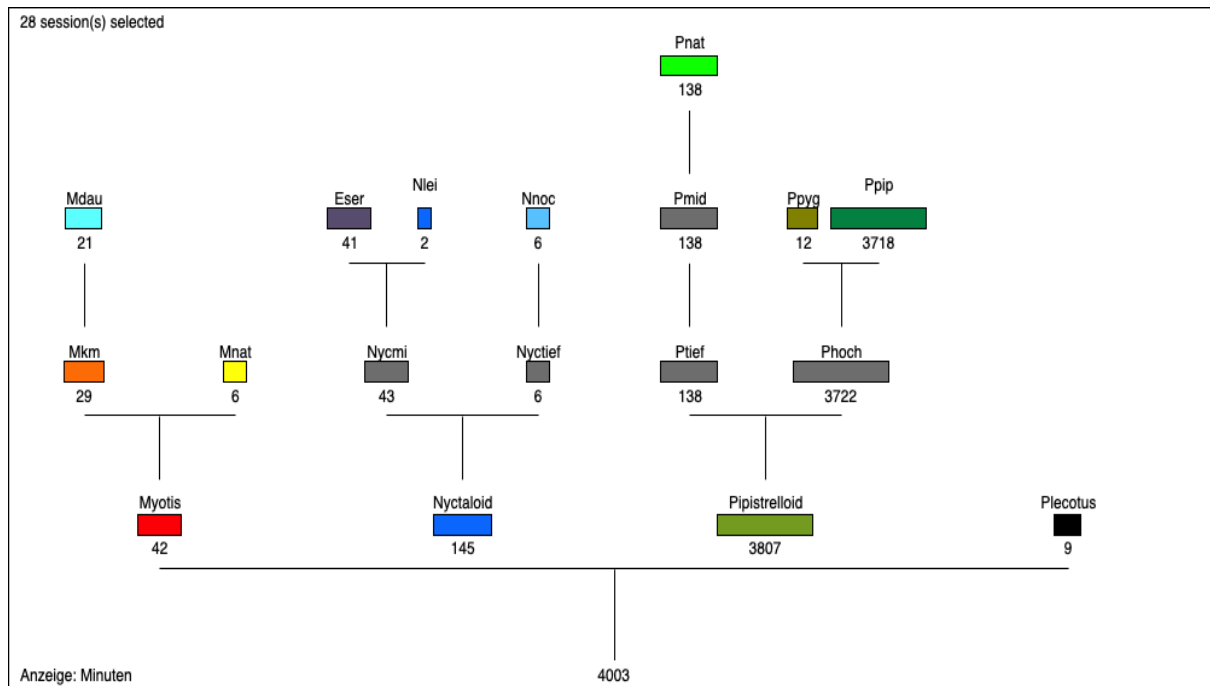 28 session(s) selected
Pnat
138
Mdau
Eser
Nlei
Nnoc
Pmid
Ppyg
Ppip
21
41
2
6
138
12
3718
Mkm
Mnat
Nycmi
Nyctief
Ptief
Phoch
29
6
43
6
138
3722
Myotis
Nyctaloid
Pipistrelloid
Plecotus
42
145
3807
9
Anzeige: Minuten
4003